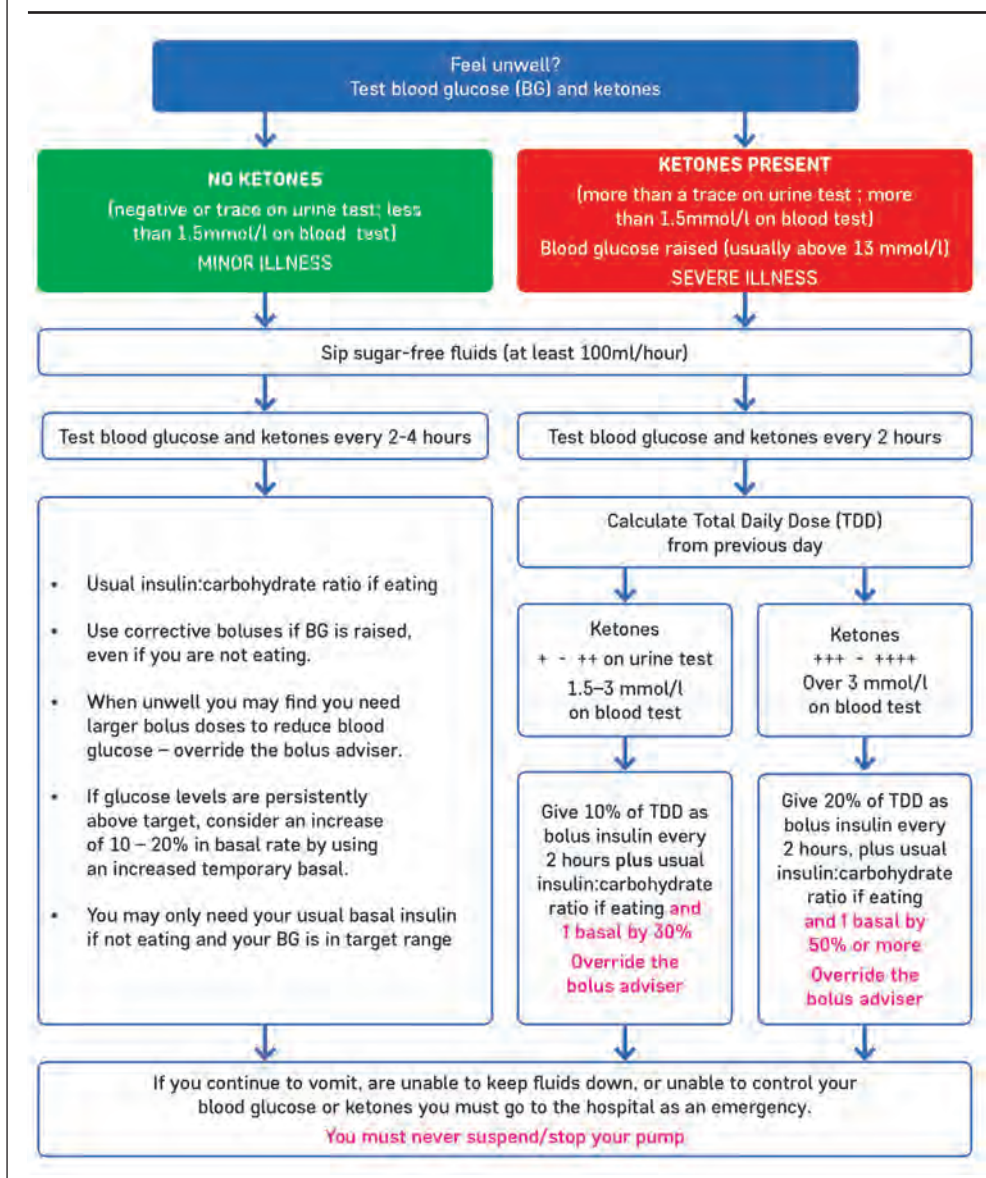 Feel unwell?
Test blood glucose (BG) and ketones
NO KETONES
(negative or trace on urine test; less
than 1.5mmol/l on blood test)
MINOR ILLNESS
KETONES PRESENT
(more than a trace on urine test ; more
than 1.5mmol/l on blood test)
Blood glucose raised (usually above 13 mmol/l)
SEVERE ILLNESS
Sip sugar-free fluids (at least 100ml/hour)
Test blood glucose and ketones every 2-4 hours
Test blood glucose and ketones every 2 hours
• Usual insulin:carbohydrate ratio if eating
• Use corrective boluses if BG is raised,
even if you are not eating.
• When unwell you may find you need
larger bolus doses to reduce blood
glucose – override the bolus adviser.
• If glucose levels are persistently
above target, consider an increase
of 10 – 20% in basal rate by using
an increased temporary basal.
• You may only need your usual basal insulin
if not eating and your BG is in target range
Calculate Total Daily Dose (TDD)
from previous day
Ketones
+ - ++ on urine test
1.5–3 mmol/l
on blood test
Ketones
+++ - ++++
Over 3 mmol/l
on blood test
Give 10% of TDD as
bolus insulin every
2 hours plus usual
insulin:carbohydrate
ratio if eating and
↑ basal by 30%
Override the
bolus adviser
Give 20% of TDD as
bolus insulin every
2 hours, plus usual
insulin:carbohydrate
ratio if eating
and ↑ basal by
50% or more
Override the
bolus adviser
If you continue to vomit, are unable to keep fluids down, or unable to control your
blood glucose or ketones you must go to the hospital as an emergency.
You must never suspend/stop your pump